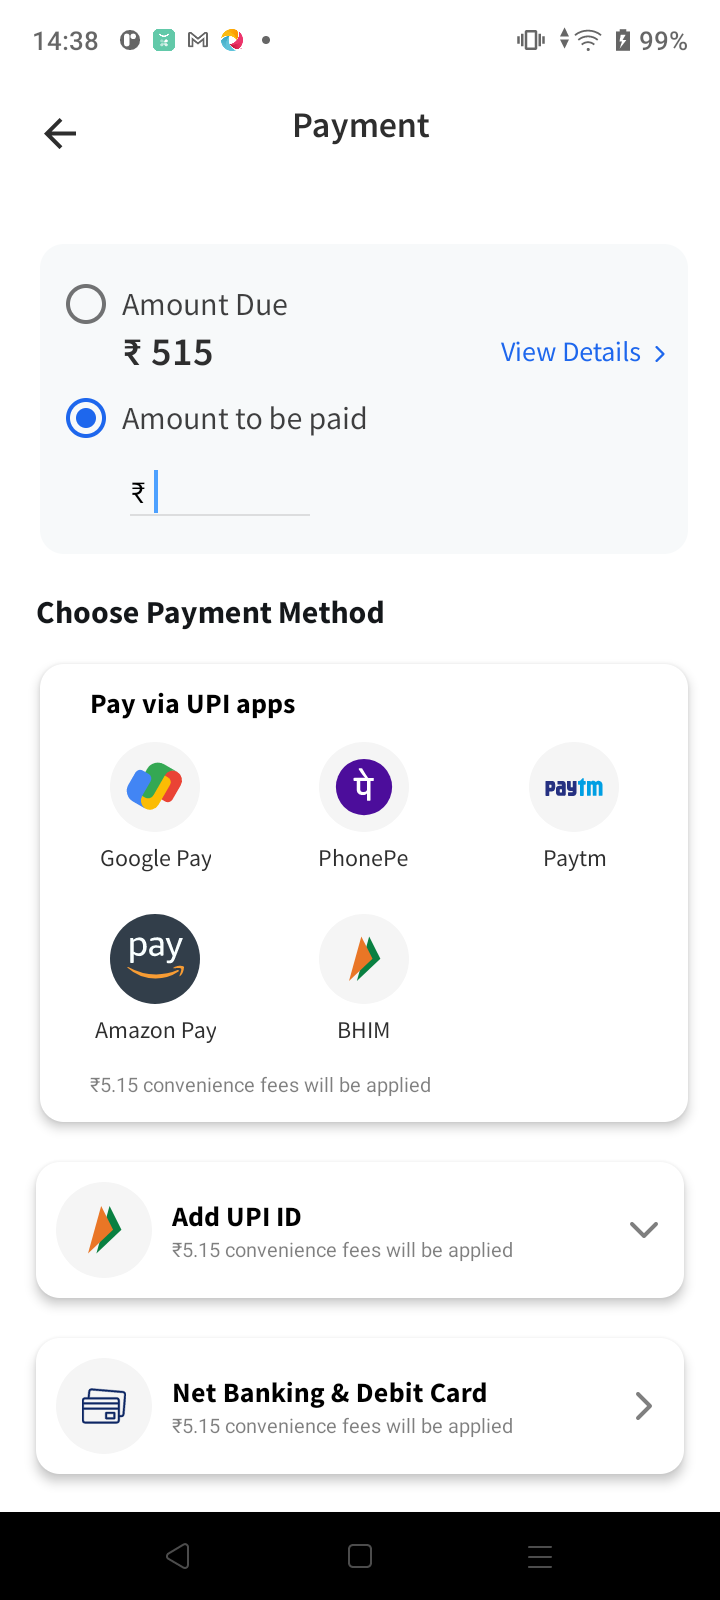 14:38
99%
Payment
Amount Due
₹ 515
View Details
Amount to be paid
₹
Choose Payment Method
Pay via UPI apps
पे
paytm
Google Pay
PhonePe
Paytm
pay
Amazon Pay
BHIM
₹5.15 convenience fees will be applied
Add UPI ID
₹5.15 convenience fees will be applied
Net Banking & Debit Card
₹5.15 convenience fees will be applied